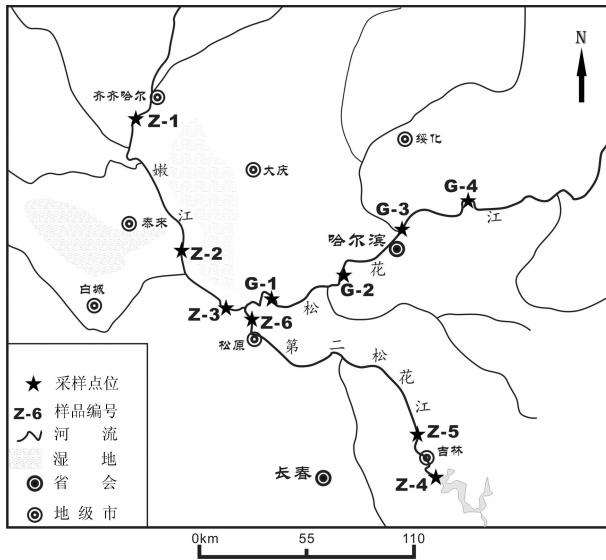 N
齐齐哈尔
Z-1
绥化
嫩
大庆
G-4
江
江
泰来
G-3
哈尔滨
Z-2
花
白城
G-1
G-2
Z-3
松
Z-6
松原
第
二
松
花
江
Z-5
吉林
长春
Z-4
采样点位
Z-6 样品编号
河流
湿地
省会
地级市
0km 55 110